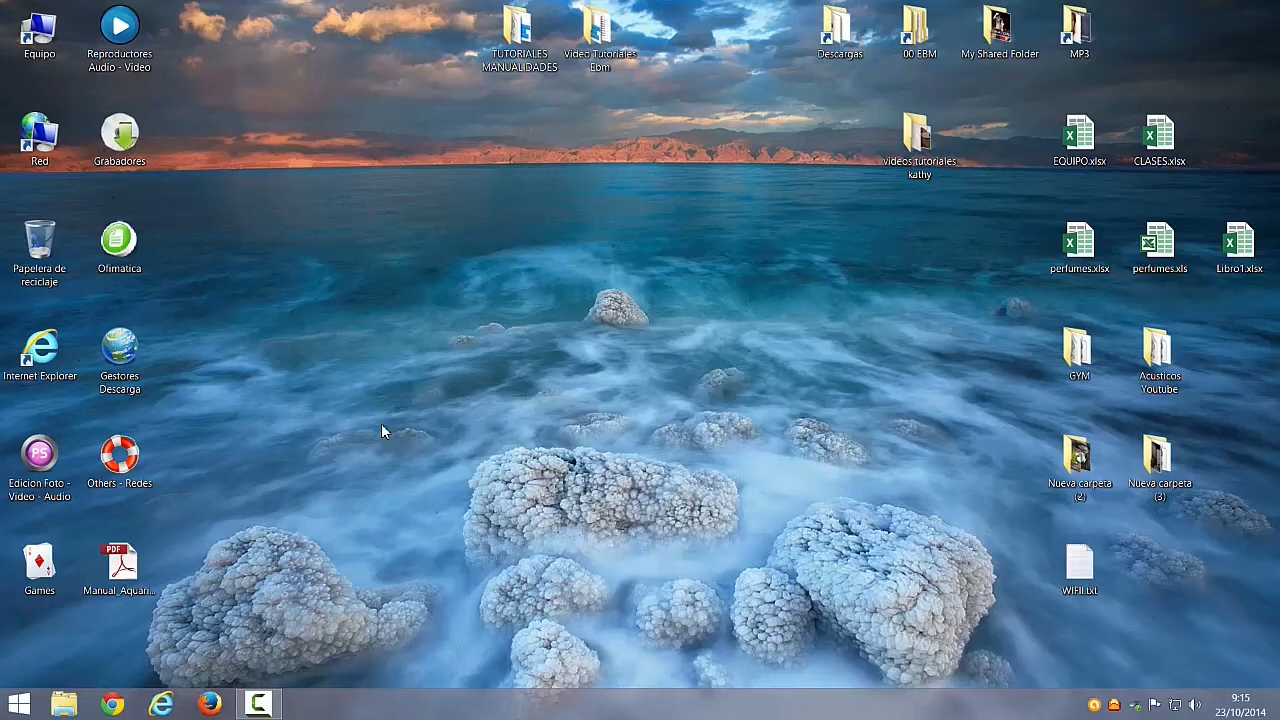 Equipo
Reproductores
Audio - Video
TUTORIALES
MANUALIDADES
Video Tutoriales
Ebm
Descargas
00 EBM
My Shared Folder
MP3
Red
Grabadores
videos tutoriales
kathy
EQUIPO.xlsx
CLASES.xlsx
Papelera de
reciclaje
Ofimatica
perfumes.xlsx
perfumes.xls
Libro1.xlsx
Internet Explorer
Gestores
Descarga
GYM
Acusticos
Youtube
PS
Edicion Foto -
Video - Audio
Others - Redes
Nueva carpeta
(2)
Nueva carpeta
(3)
Games
PDF
Manual_Aquari...
WIFII.txt
9:15
23/10/2014